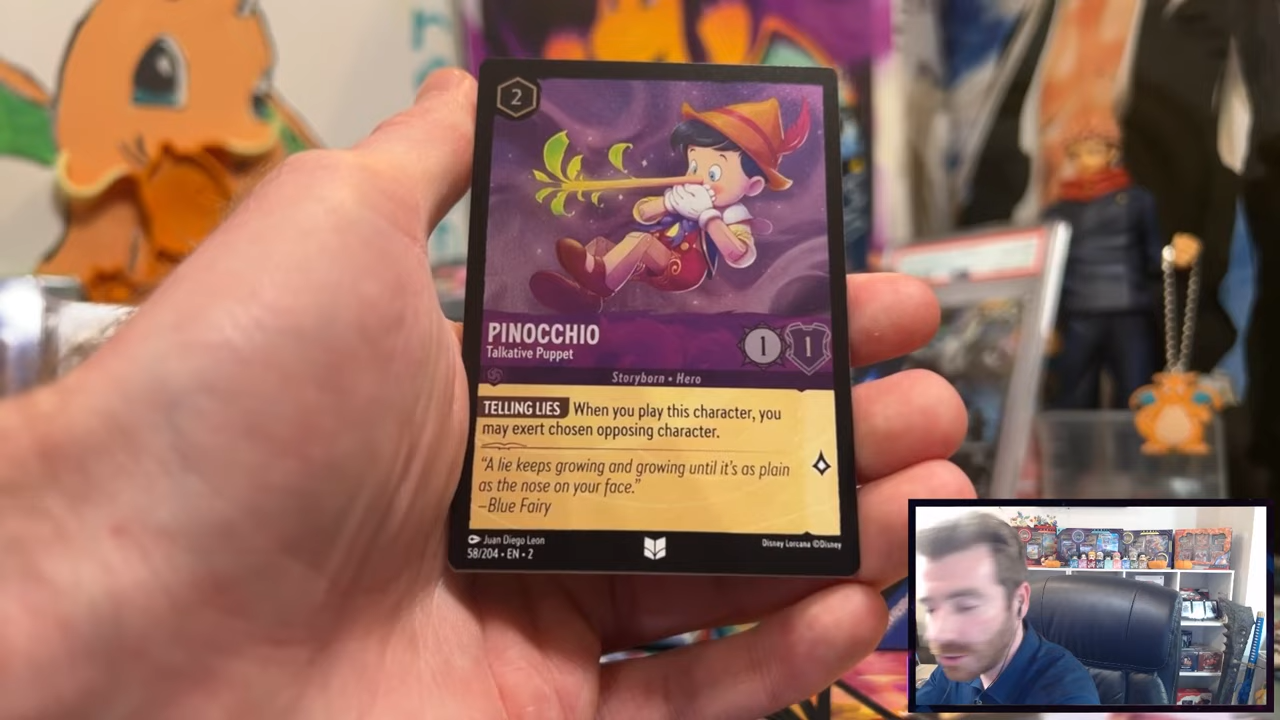 2
PINOCCHIO
Talkative Puppet
1 1
Storyborn • Hero
TELLING LIES When you play this character, you
may exert chosen opposing character.
“A lie keeps growing and growing until it’s as plain
as the nose on your face.”
–Blue Fairy
Juan Diego Leon
58/204 • EN • 2
Disney Lorcana ©Disney